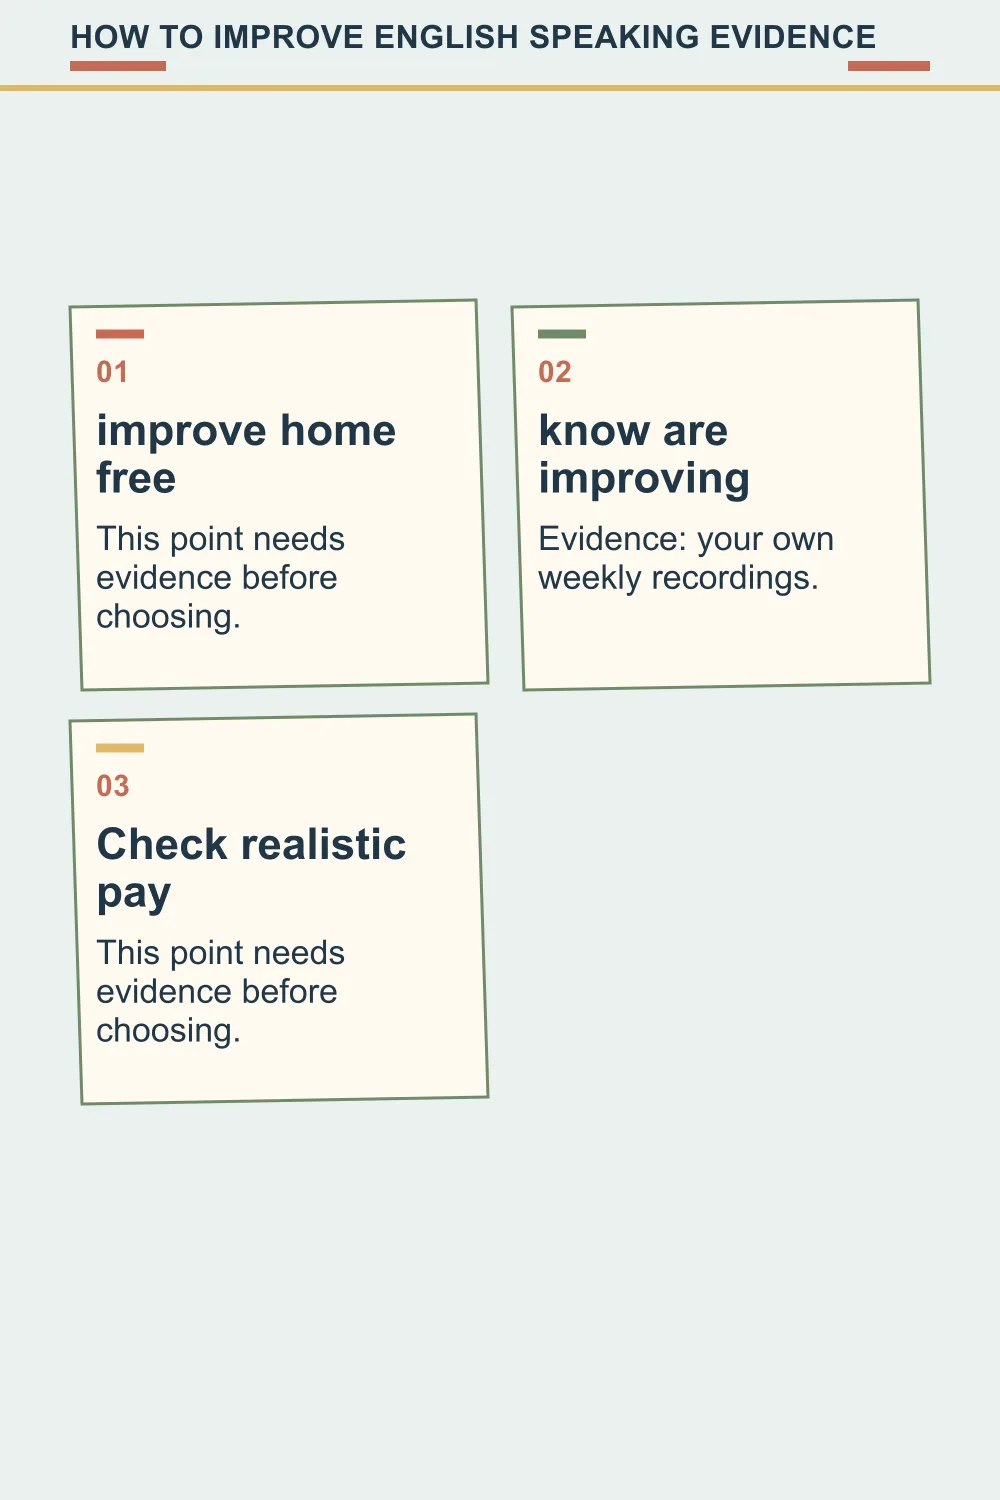 HOW TO IMPROVE ENGLISH SPEAKING EVIDENCE
01
improve home
free
This point needs
evidence before
choosing.
02
know are
improving
Evidence: your own
weekly recordings.
03
Check realistic
pay
This point needs
evidence before
choosing.